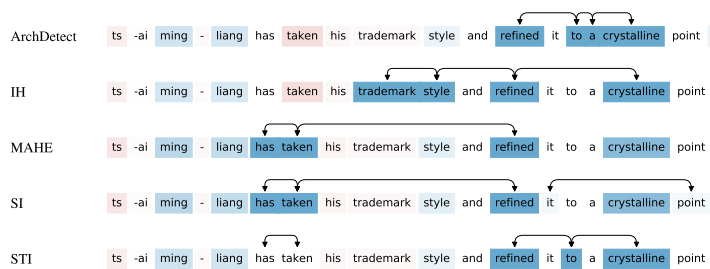 ArchDetect ts -ai ming - liang has taken his trademark style and refined it to a crystalline point
IH ts -ai ming - liang has taken his trademark style and refined it to a crystalline point
MAHE ts -ai ming - liang has taken his trademark style and refined it to a crystalline point
SI ts -ai ming - liang has taken his trademark style and refined it to a crystalline point
STI ts -ai ming - liang has taken his trademark style and refined it to a crystalline point